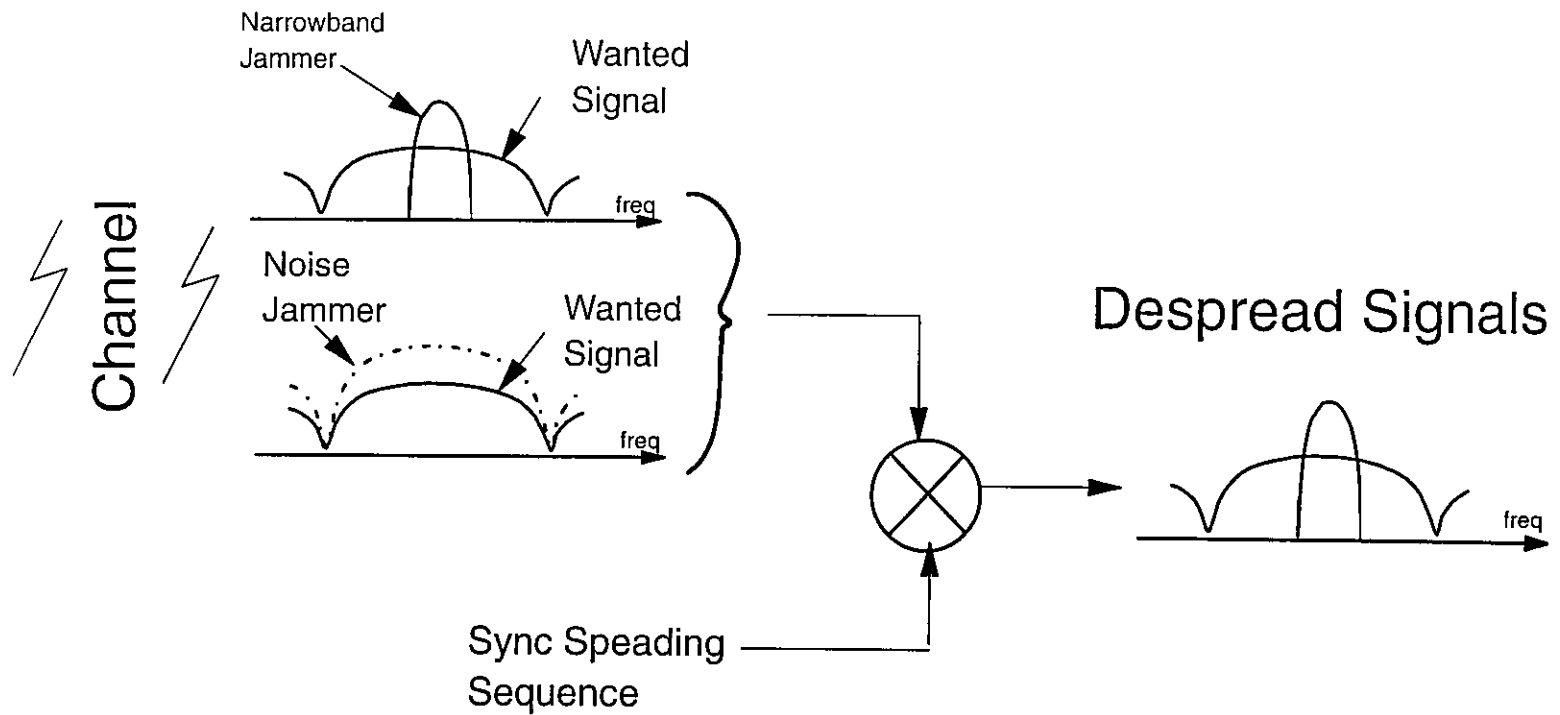 Narrowband
Jammer
Wanted
Signal
freq
Channel
Noise
Jammer
Wanted
Signal
freq
Despread Signals
freq
Sync Speading
Sequence